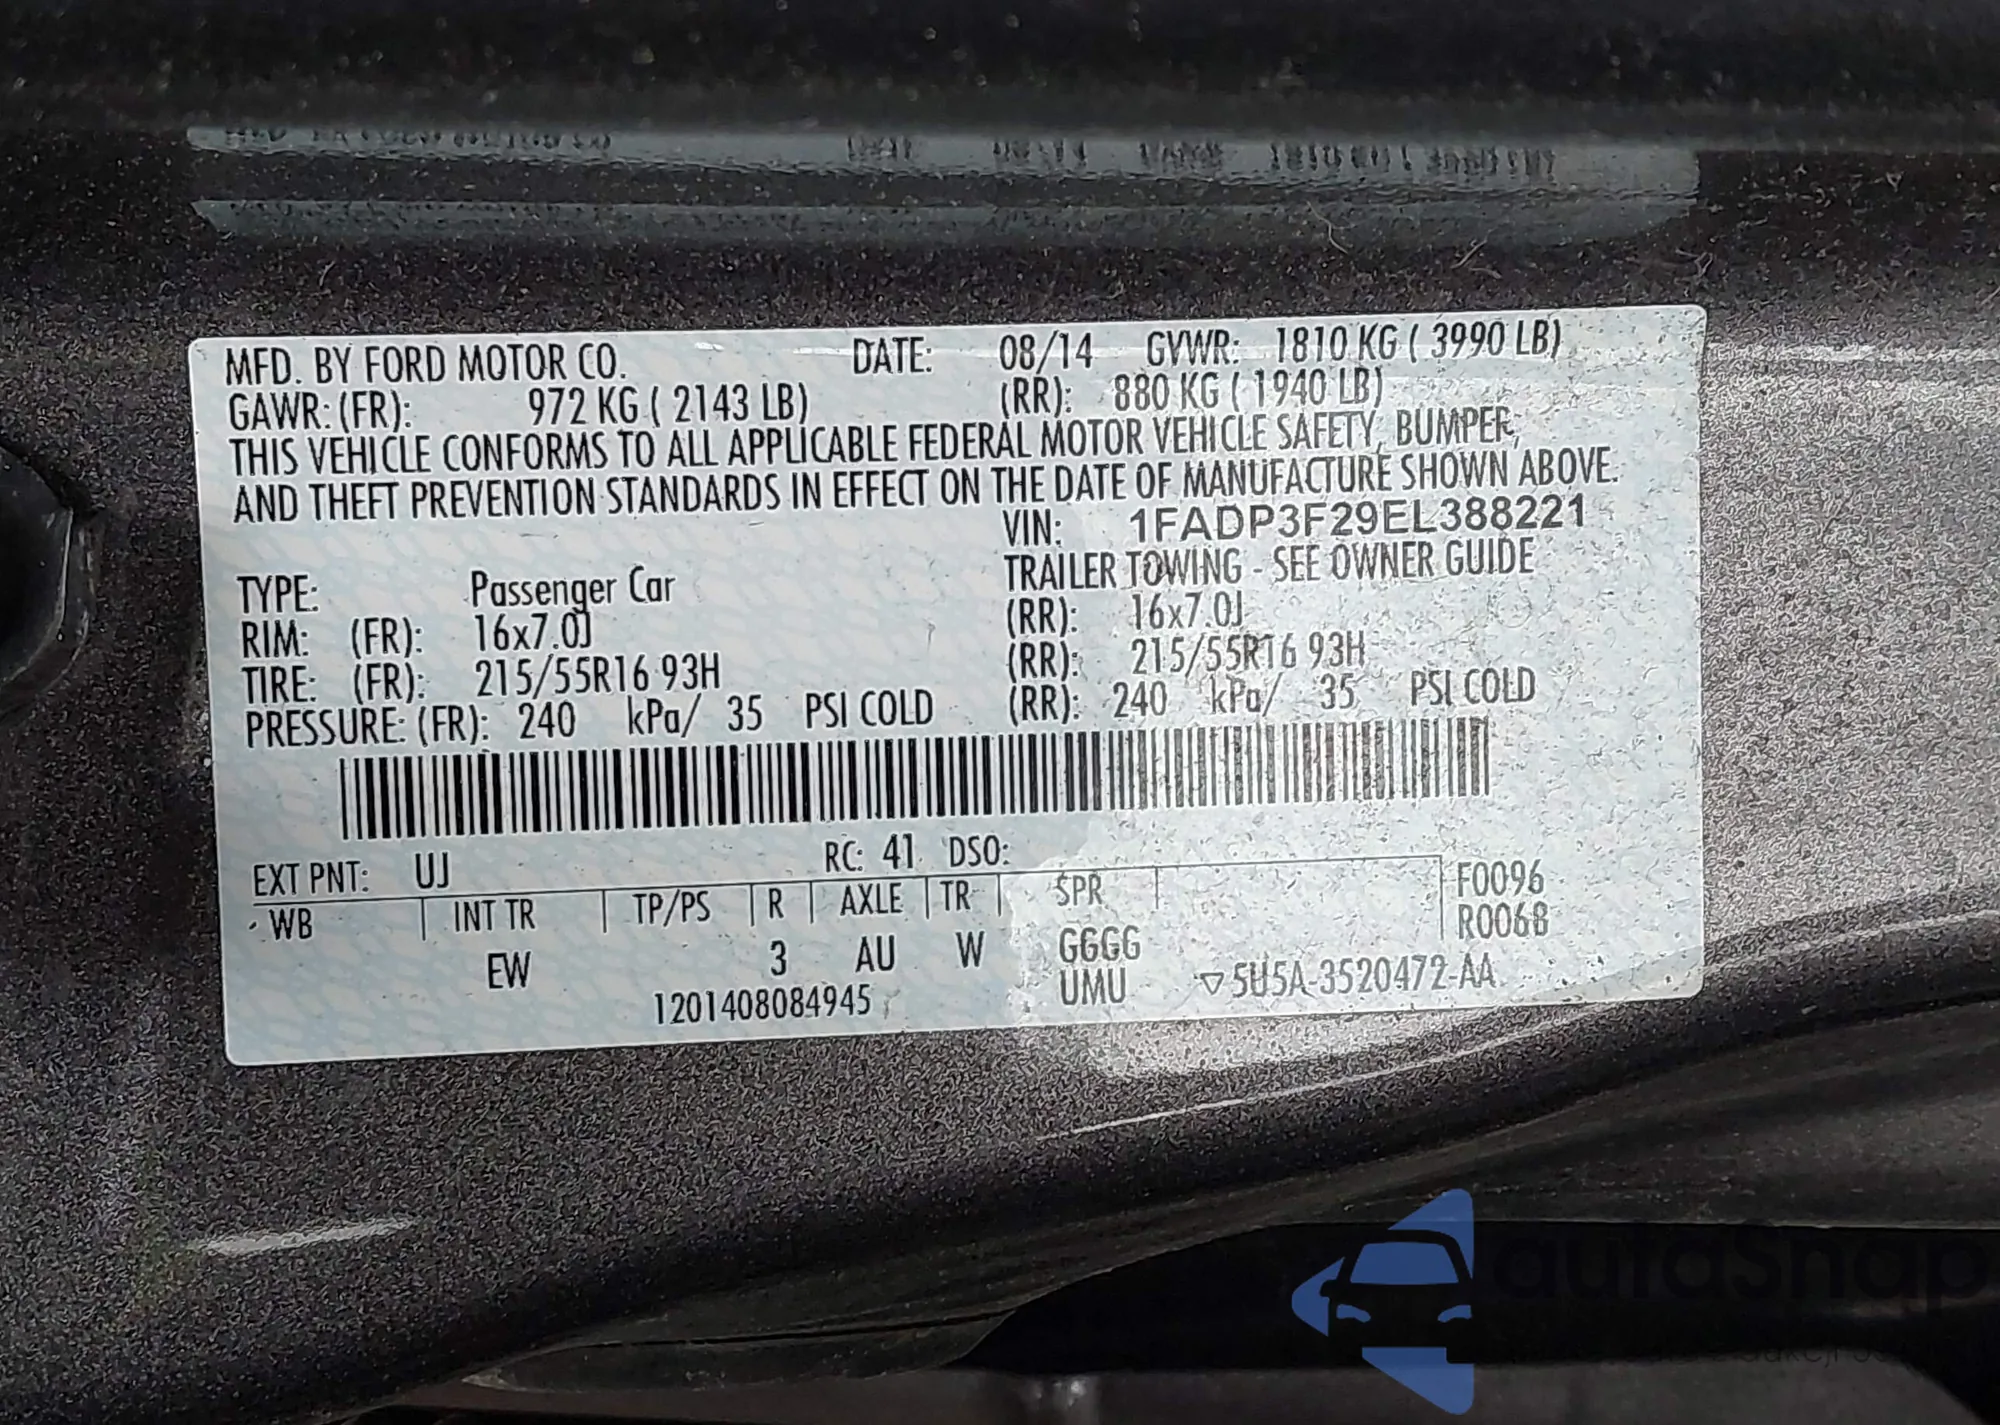 MFD. BY FORD MOTOR CO. DATE: 08/14 GVWR: 1810 KG ( 3990 LB)
GAWR: (FR): 972 KG ( 2143 LB) (RR): 880 KG ( 1940 LB)
THIS VEHICLE CONFORMS TO ALL APPLICABLE FEDERAL MOTOR VEHICLE SAFETY, BUMPER,
AND THEFT PREVENTION STANDARDS IN EFFECT ON THE DATE OF MANUFACTURE SHOWN ABOVE.
VIN: 1FADP3F29EL388221
TRAILER TOWING - SEE OWNER GUIDE
TYPE: Passenger Car
RIM: (FR): 16x7.0J (RR): 16x7.0J
TIRE: (FR): 215/55R16 93H (RR): 215/55R16 93H
PRESSURE: (FR): 240 kPa/ 35 PSI COLD (RR): 240 kPa/ 35 PSI COLD
EXT PNT: UJ RC: 41 DSO:
WB INT TR TP/PS R AXLE TR SPR F0096
R0068
EW 3 AU W G6GG
UMU ▽5U5A-3520472-AA
1201408084945
autaSnap